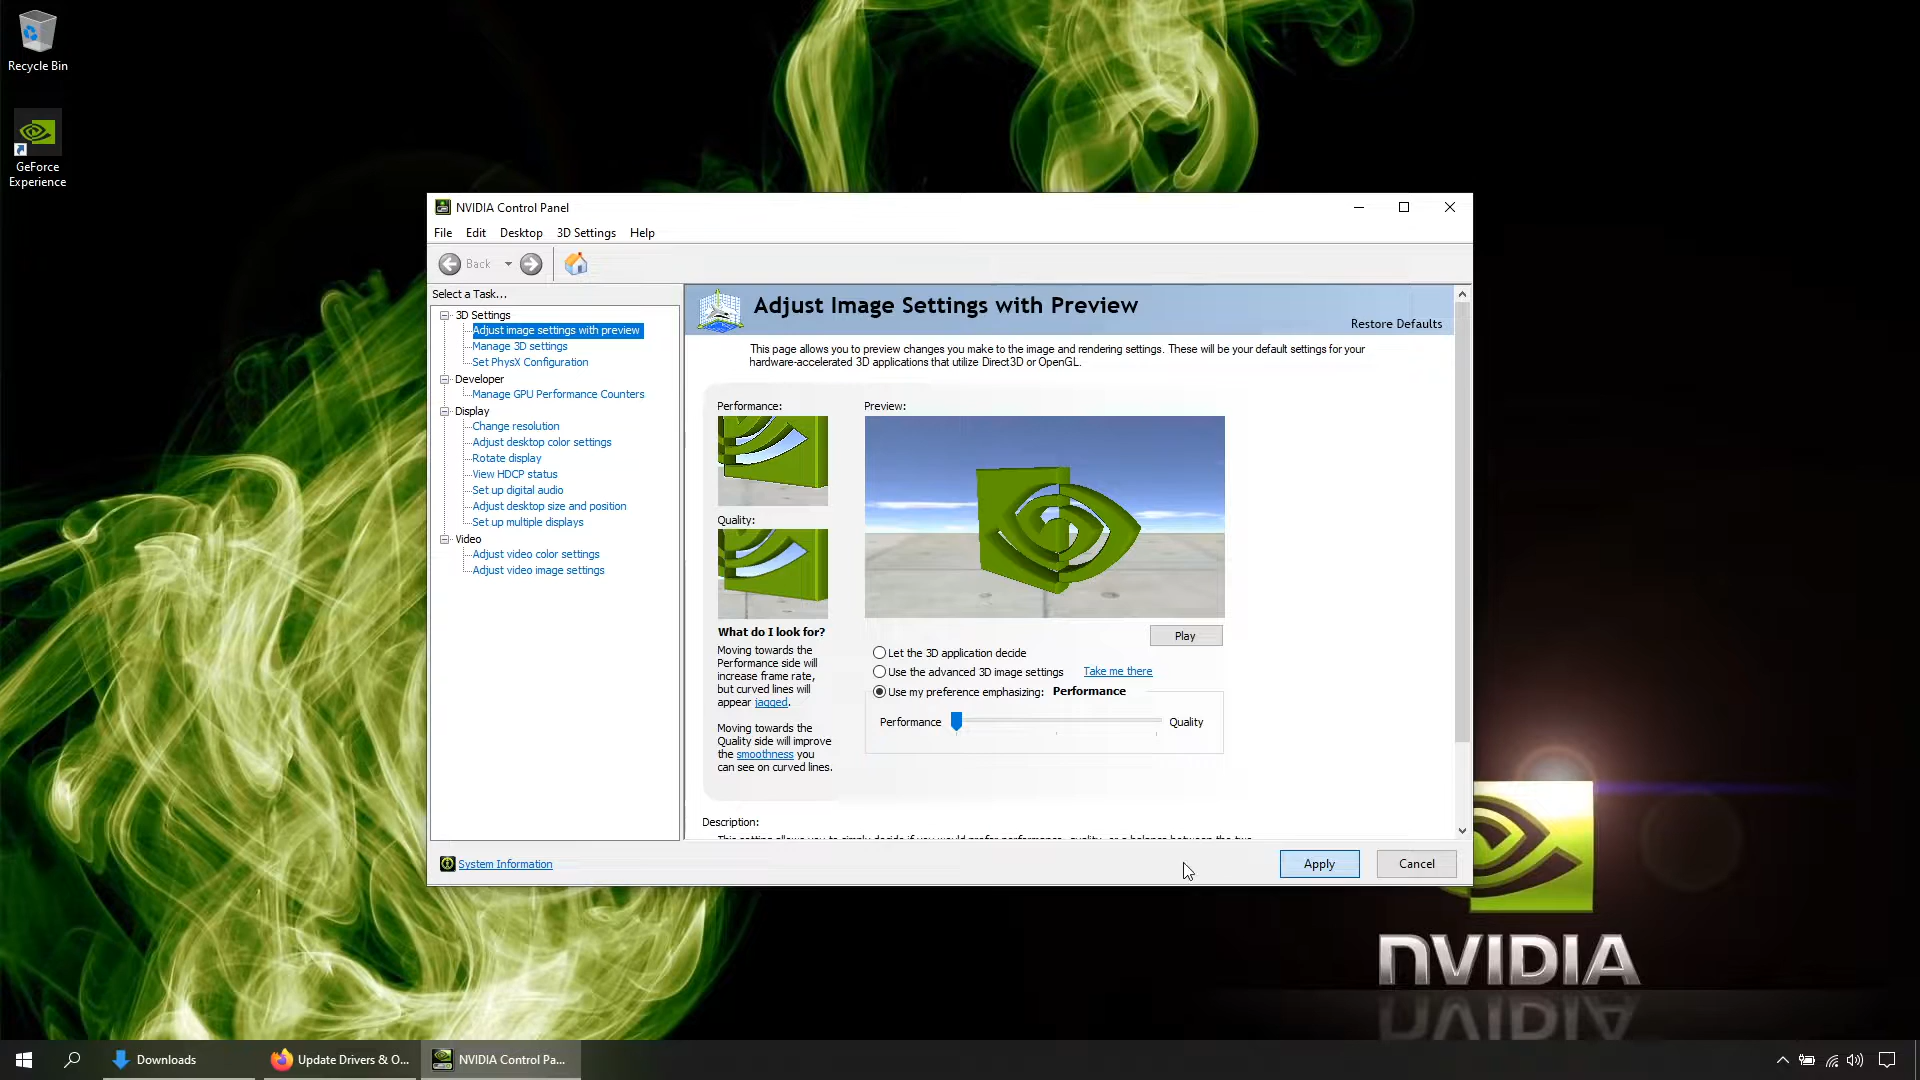 Recycle Bin
GeForce
Experience
NVIDIA Control Panel
File Edit Desktop 3D Settings Help
Back
Select a Task...
3D Settings
Adjust image settings with preview
Manage 3D settings
Set PhysX Configuration
Developer
Manage GPU Performance Counters
Display
Change resolution
Adjust desktop color settings
Rotate display
View HDCP status
Set up digital audio
Adjust desktop size and position
Set up multiple displays
Video
Adjust video color settings
Adjust video image settings
System Information
Adjust Image Settings with Preview
Restore Defaults
This page allows you to preview changes you make to the image and rendering settings. These will be your default settings for your
hardware-accelerated 3D applications that utilize Direct3D or OpenGL.
Performance:
Quality:
What do I look for?
Moving towards the
Performance side will
increase frame rate,
but curved lines will
appear jagged.
Moving towards the
Quality side will improve
the smoothness you
can see on curved lines.
Preview:
Play
Let the 3D application decide
Use the advanced 3D image settings Take me there
Use my preference emphasizing: Performance
Performance Quality
Description:
Apply Cancel
NVIDIA
Downloads
Update Drivers & O...
NVIDIA Control Pa...